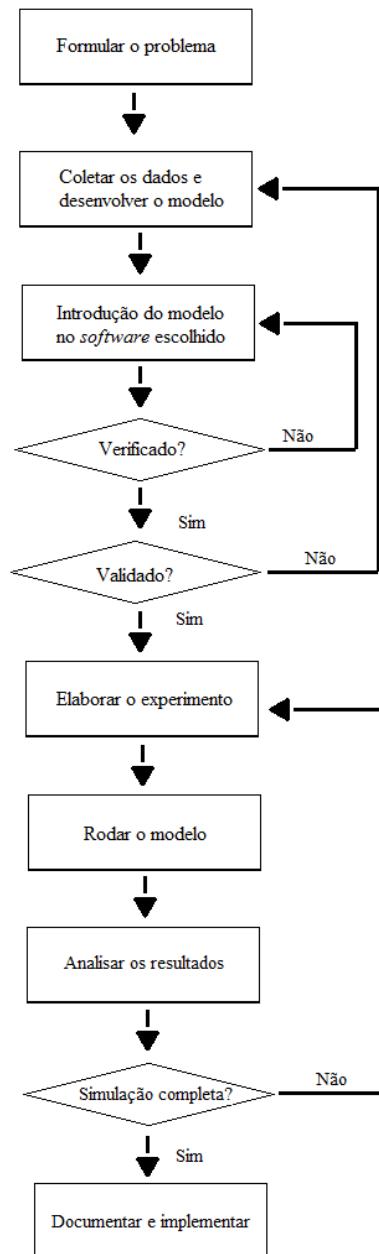 Formular o problema
Coletar os dados e
desenvolver o modelo
Introdução do modelo
no software escolhido
Verificado?
Não
Sim
Validado?
Não
Sim
Elaborar o experimento
Rodar o modelo
Analisar os resultados
Simulação completa?
Não
Sim
Documentar e implementar